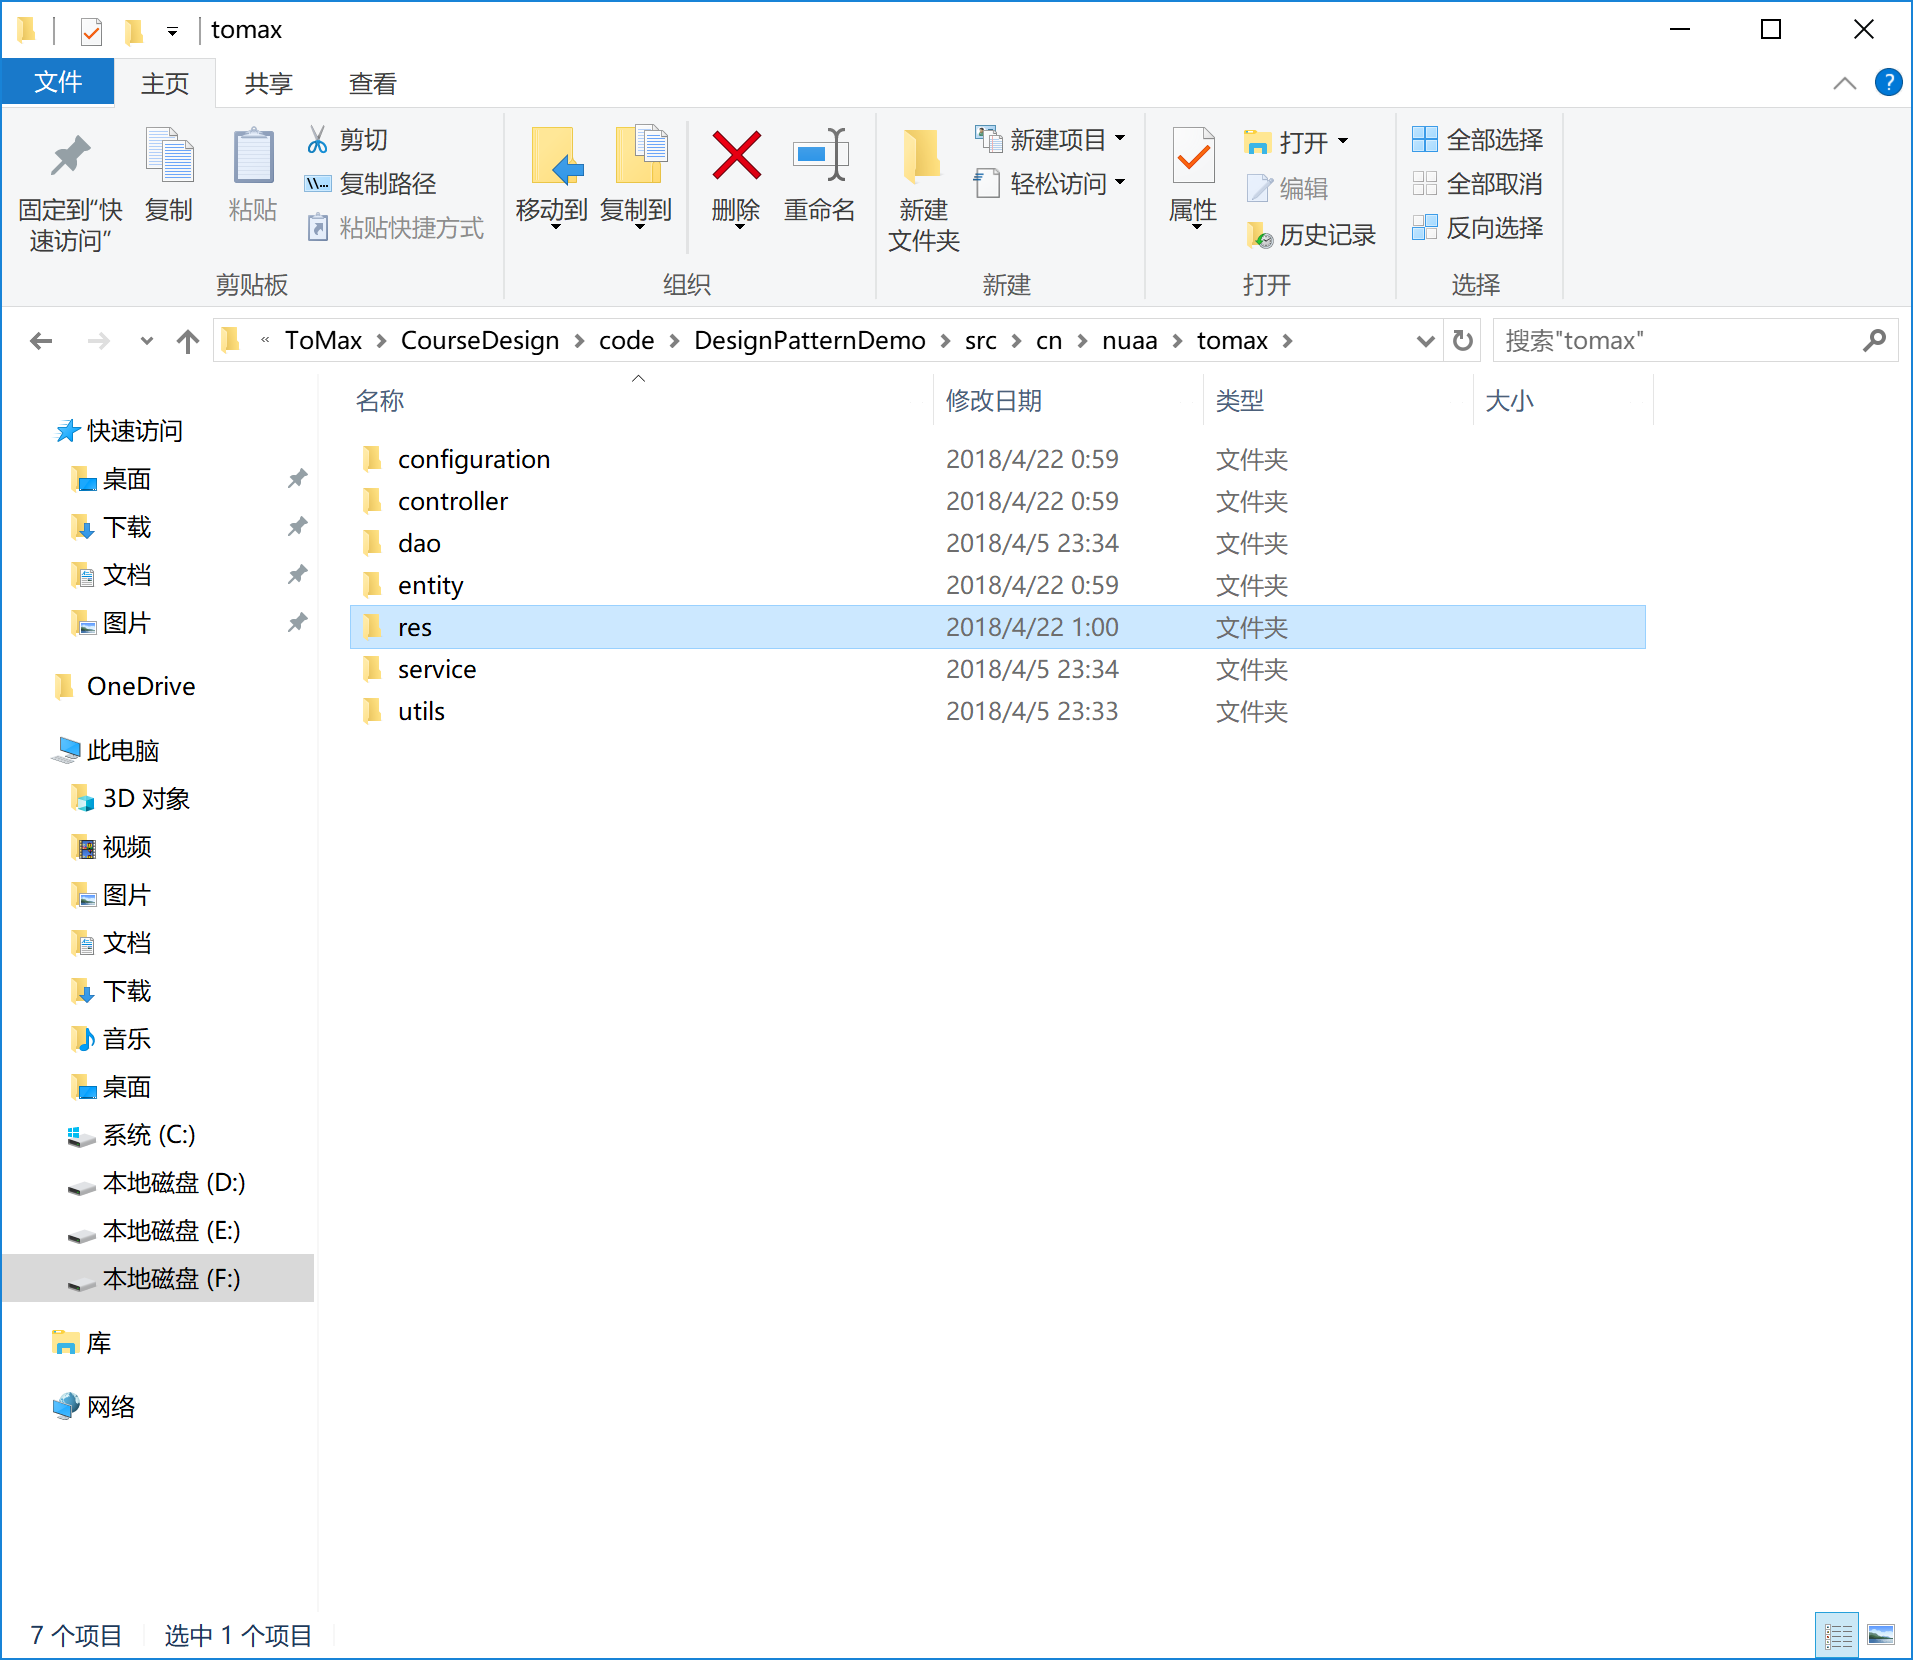 tomax
文件 主页 共享 查看
固定到“快速访问”
复制
粘贴
剪切
复制路径
粘贴快捷方式
剪贴板
移动到
复制到
删除
重命名
组织
新建
文件夹
新建项目
轻松访问
新建
属性
打开
编辑
历史记录
打开
全部选择
全部取消
反向选择
选择
« ToMax > CourseDesign > code > DesignPatternDemo > src > cn > nuaa > tomax >
搜索"tomax"
快速访问
桌面
下载
文档
图片
OneDrive
此电脑
3D 对象
视频
图片
文档
下载
音乐
桌面
系统 (C:)
本地磁盘 (D:)
本地磁盘 (E:)
本地磁盘 (F:)
库
网络
名称 修改日期 类型 大小
configuration 2018/4/22 0:59 文件夹
controller 2018/4/22 0:59 文件夹
dao 2018/4/5 23:34 文件夹
entity 2018/4/22 0:59 文件夹
res 2018/4/22 1:00 文件夹
service 2018/4/5 23:34 文件夹
utils 2018/4/5 23:33 文件夹
7 个项目 选中 1 个项目